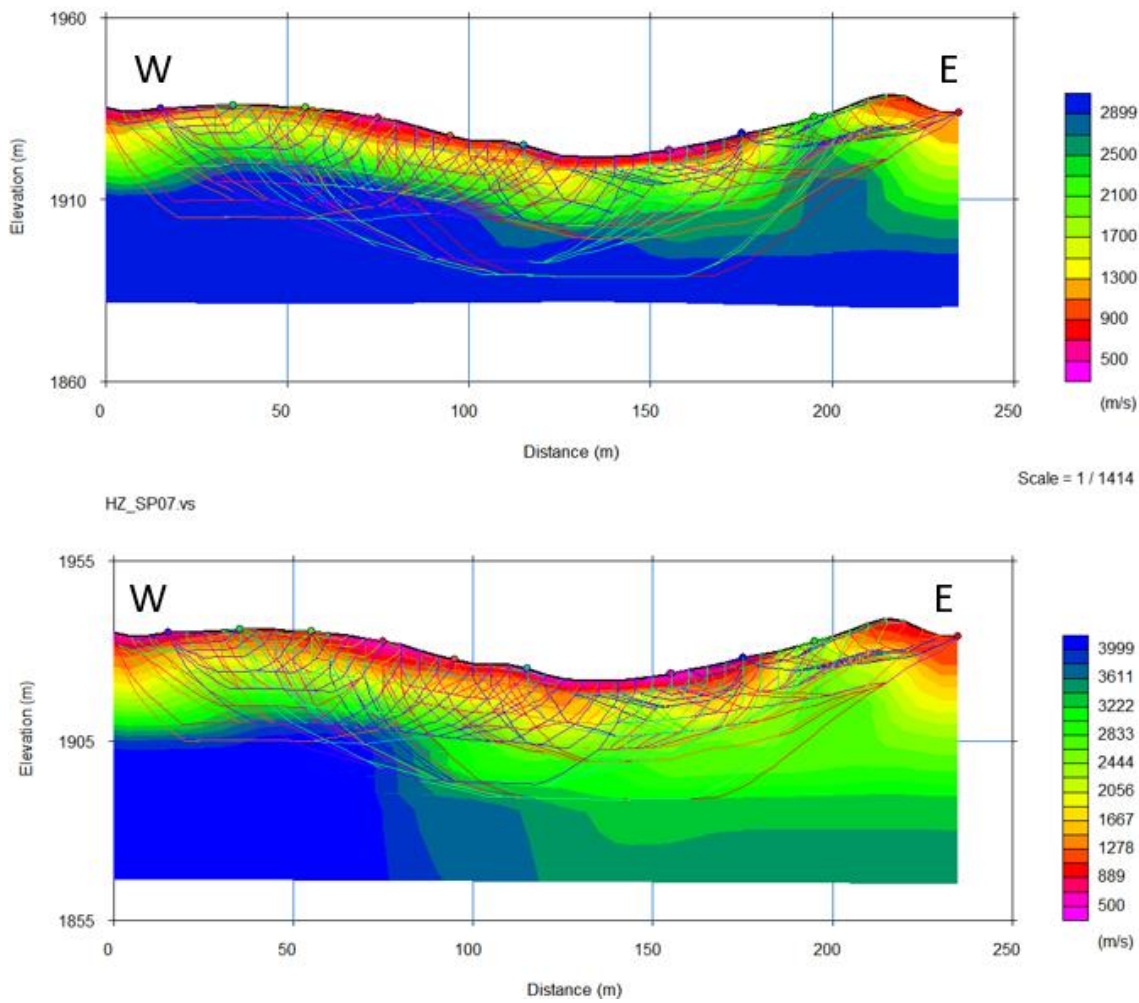 1960
W
E
Elevation (m)
1910
1860
0 50 100 150 200 250
Distance (m)
2899
2500
2100
1700
1300
900
500
(m/s)
Scale = 1 / 1414
HZ_SP07.vs
1955
W
E
Elevation (m)
1905
1855
0 50 100 150 200 250
Distance (m)
3999
3611
3222
2833
2444
2056
1667
1278
889
500
(m/s)